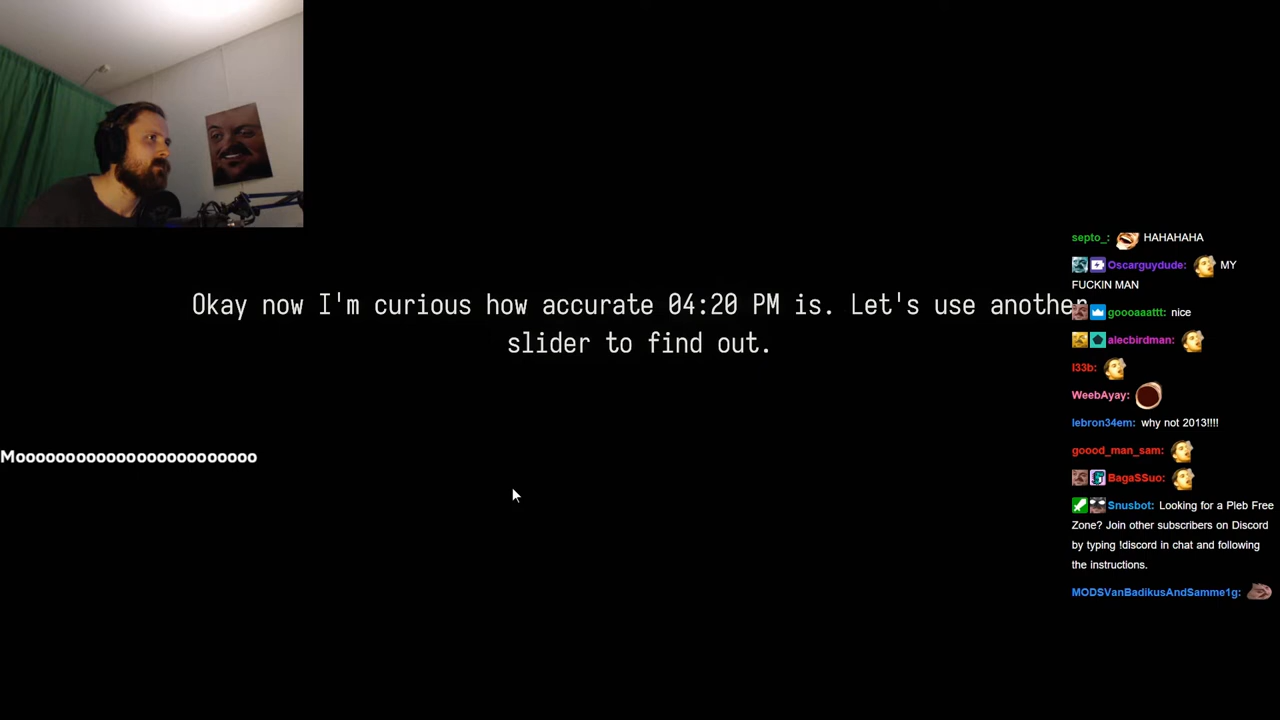 Okay now I'm curious how accurate 04:20 PM is. Let's use another
slider to find out.
Mooooooooooooooooooooooooo
septo_: HAHAHAHA
Oscarguydude: MY
FUCKIN MAN
goooaaattt: nice
alecbirdman:
l33b:
WeebAyay:
lebron34em: why not 2013!!!!
goood_man_sam:
BagaSSuo:
Snusbot: Looking for a Pleb Free
Zone? Join other subscribers on Discord
by typing !discord in chat and following
the instructions.
MODSVanBadikusAndSamme1g: